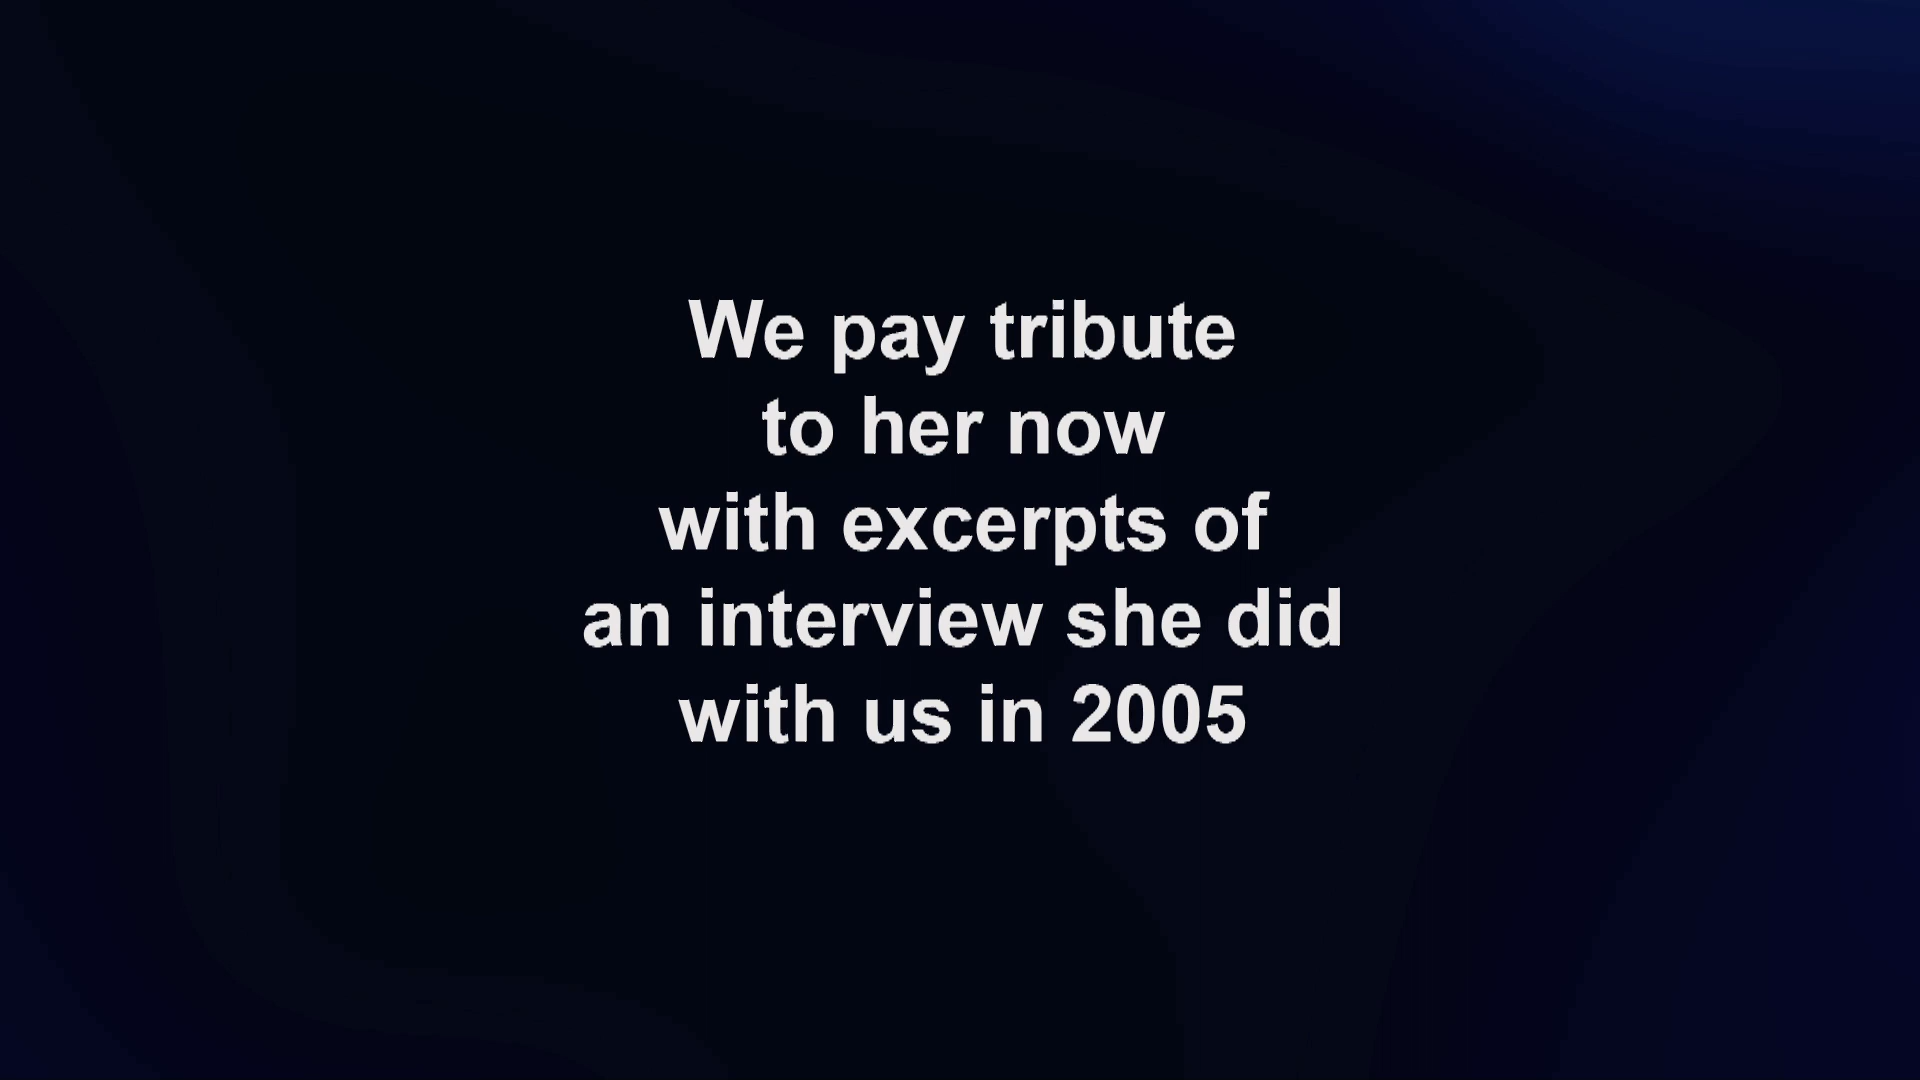 We pay tribute
to her now
with excerpts of
an interview she did
with us in 2005